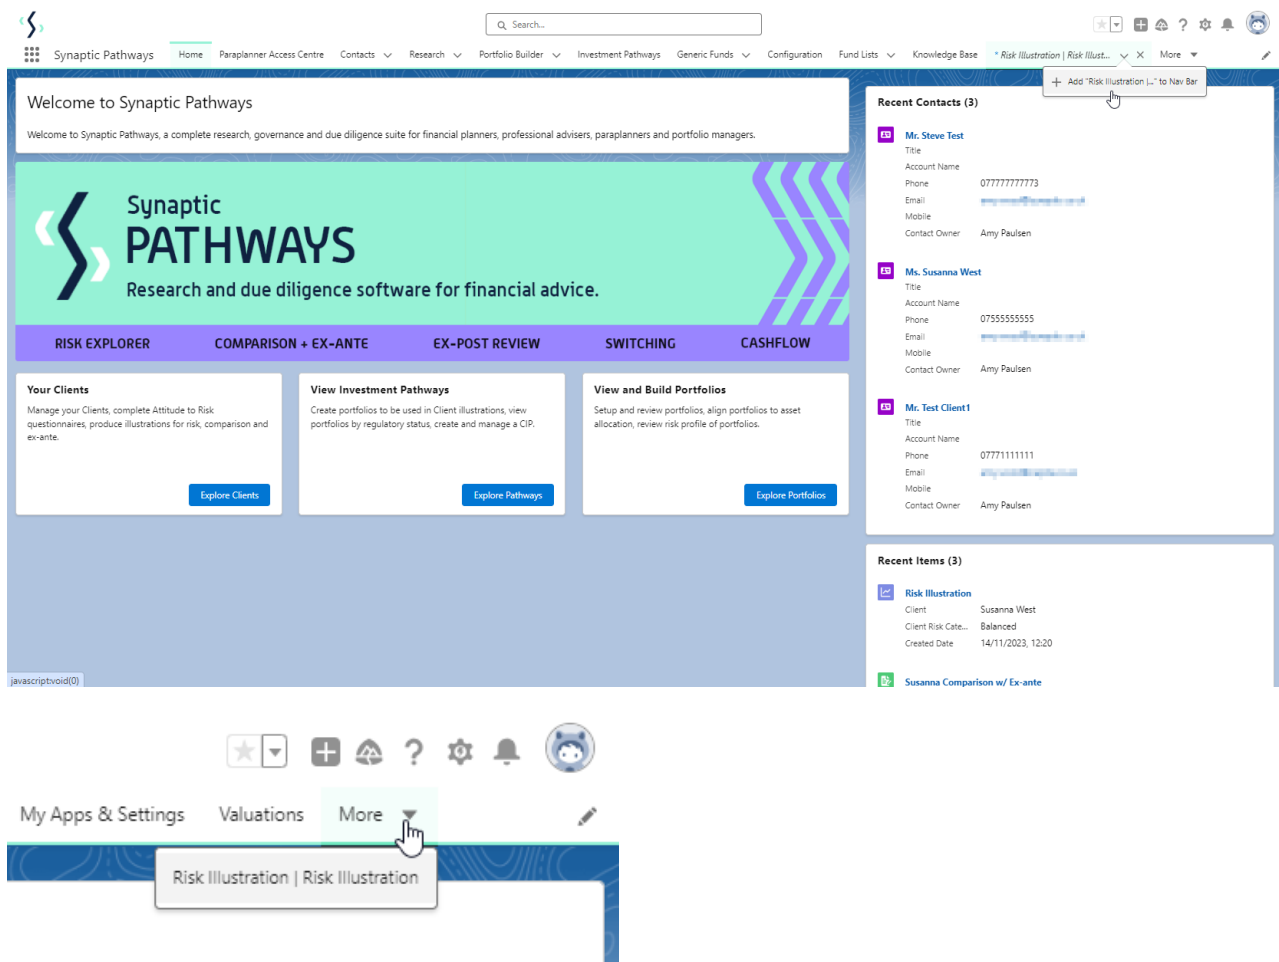 Search...
Synaptic Pathways
Home
Paraplanner Access Centre
Contacts
Research
Portfolio Builder
Investment Pathways
Generic Funds
Configuration
Fund Lists
Knowledge Base
* Risk Illustration | Risk Illust...
More
Add "Risk Illustration |..." to Nav Bar
Welcome to Synaptic Pathways
Welcome to Synaptic Pathways, a complete research, governance and due diligence suite for financial planners, professional advisers, paraplanners and portfolio managers.
Synaptic
PATHWAYS
Research and due diligence software for financial advice.
RISK EXPLORER
COMPARISON + EX-ANTE
EX-POST REVIEW
SWITCHING
CASHFLOW
Your Clients
Manage your Clients, complete Attitude to Risk
questionnaires, produce illustrations for risk, comparison and
ex-ante.
Explore Clients
View Investment Pathways
Create portfolios to be used in Client illustrations, view
portfolios by regulatory status, create and manage a CIP.
Explore Pathways
View and Build Portfolios
Setup and review portfolios, align portfolios to asset
allocation, review risk profile of portfolios.
Explore Portfolios
Recent Contacts (3)
Mr. Steve Test
Title
Account Name
Phone 077777777773
Email
Mobile
Contact Owner Amy Paulsen
Ms. Susanna West
Title
Account Name
Phone 07555555555
Email
Mobile
Contact Owner Amy Paulsen
Mr. Test Client1
Title
Account Name
Phone 07771111111
Email
Mobile
Contact Owner Amy Paulsen
Recent Items (3)
Risk Illustration
Client Susanna West
Client Risk Cate... Balanced
Created Date 14/11/2023, 12:20
Susanna Comparison w/ Ex-ante
javascript:void(0)
My Apps & Settings
Valuations
More
Risk Illustration | Risk Illustration